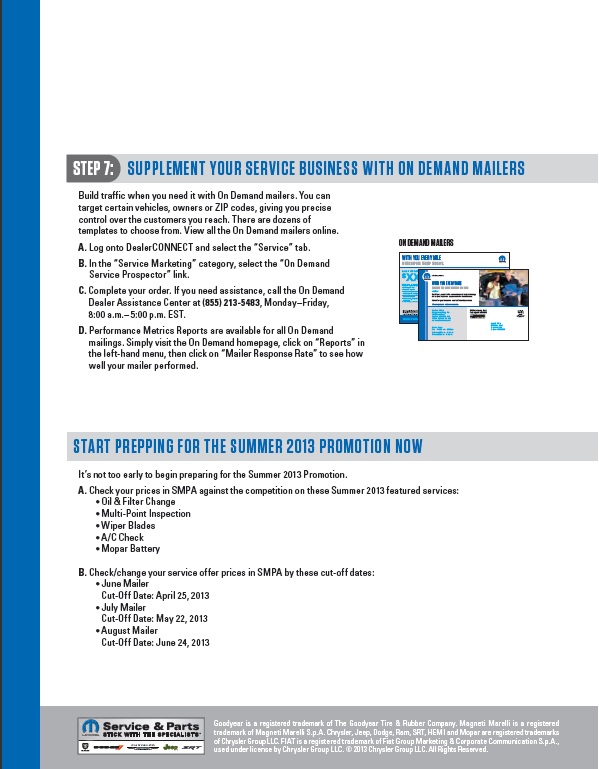 STEP 7: SUPPLEMENT YOUR SERVICE BUSINESS WITH ON DEMAND MAILERS
Build traffic when you need it with On Demand mailers. You can
target certain vehicles, owners or ZIP codes, giving you precise
control over the customers you reach. There are dozens of
templates to choose from. View all the On Demand mailers online.
A. Log onto DealerCONNECT and select the “Service” tab.
B. In the “Service Marketing” category, select the “On Demand
Service Prospector” link.
C. Complete your order. If you need assistance, call the On Demand
Dealer Assistance Center at (855) 213-5483, Monday–Friday,
8:00 a.m.– 5:00 p.m. EST.
D. Performance Metrics Reports are available for all On Demand
mailings. Simply visit the On Demand homepage, click on “Reports” in
the left-hand menu, then click on “Mailer Response Rate” to see how
well your mailer performed.
ON DEMAND MAILERS
WITH YOU EVERY MILE
START PREPPING FOR THE SUMMER 2013 PROMOTION NOW
It’s not too early to begin preparing for the Summer 2013 Promotion.
A. Check your prices in SMPA against the competition on these Summer 2013 featured services:
• Oil & Filter Change
• Multi-Point Inspection
• Wiper Blades
• A/C Check
• Mopar Battery
B. Check/change your service offer prices in SMPA by these cut-off dates:
• June Mailer
Cut-Off Date: April 25, 2013
• July Mailer
Cut-Off Date: May 22, 2013
• August Mailer
Cut-Off Date: June 24, 2013
Service & Parts
STICK WITH THE SPECIALISTS
DODGE Jeep SRT
Goodyear is a registered trademark of The Goodyear Tire & Rubber Company. Magneti Marelli is a registered
trademark of Magneti Marelli S.p.A. Chrysler, Jeep, Dodge, Ram, SRT, HEMI and Mopar are registered trademarks
of Chrysler Group LLC. FIAT is a registered trademark of Fiat Group Marketing & Corporate Communication S.p.A.,
used under license by Chrysler Group LLC. © 2013 Chrysler Group LLC. All Rights Reserved.